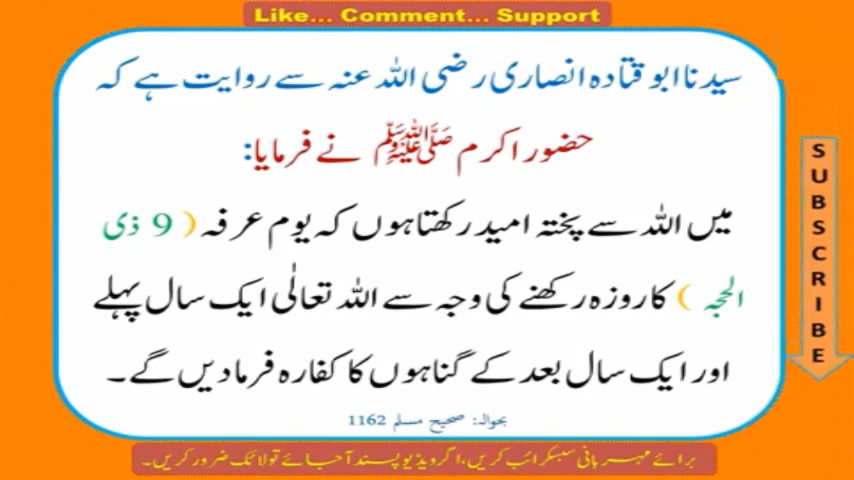 Like... Comment... Support
سیدنا ابو قتادہ انصاری رضی اللہ عنہ سے روایت ہے کہ
حضور اکرم ﷺ نے فرمایا:
میں اللہ سے پختہ امید رکھتا ہوں کہ یوم عرفہ ( 9 ذی
الحجہ ) کا روزہ رکھنے کی وجہ سے اللہ تعالٰی ایک سال پہلے
اور ایک سال بعد کے گناہوں کا کفارہ فرما دیں گے۔
بحوالہ: صحیح مسلم 1162
برائے مہربانی سبسکرائب کریں، اگر ویڈیو پسند آ جائے تو لائک ضرور کریں۔
SUBSCRIBE